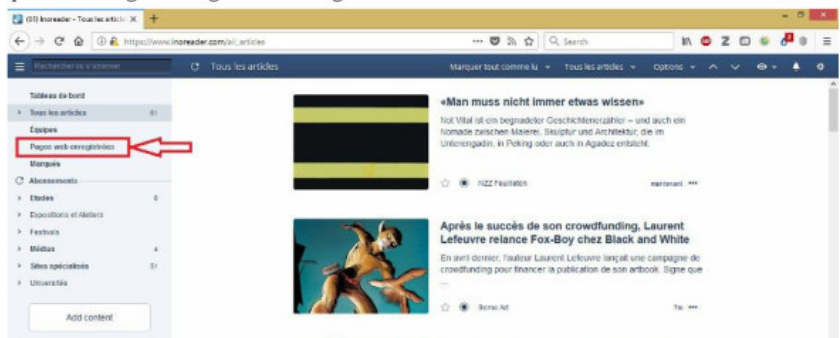 (61) Inoreader - Tous les articl
https://www.inoreader.com/all_articles
Search
Rechercher ou s'abonner
Tous les articles
Marquer tout comme lu
Tous les articles
Options
Tableau de bord
Tous les articles 61
Équipes
Pages web enregistrées
Marqués
Abonnements
Etudes 6
Expositions et Ateliers
Festivals
Médias 4
Sites spécialisés 51
Universités
Add content
«Man muss nicht immer etwas wissen»
Not Vital ist ein begnadeter Geschichtenerzähler – und auch ein
Nomade zwischen Malerei, Skulptur und Architektur, die im
Unterengadin, in Peking oder auch in Agadez entsteht.
NZZ Feuilleton
maintenant
Après le succès de son crowdfunding, Laurent
Lefeuvre relance Fox-Boy chez Black and White
En avril dernier, l'auteur Laurent Lefeuvre lançait une campagne de
crowdfunding pour financer la publication de son artbook. Signe que
...